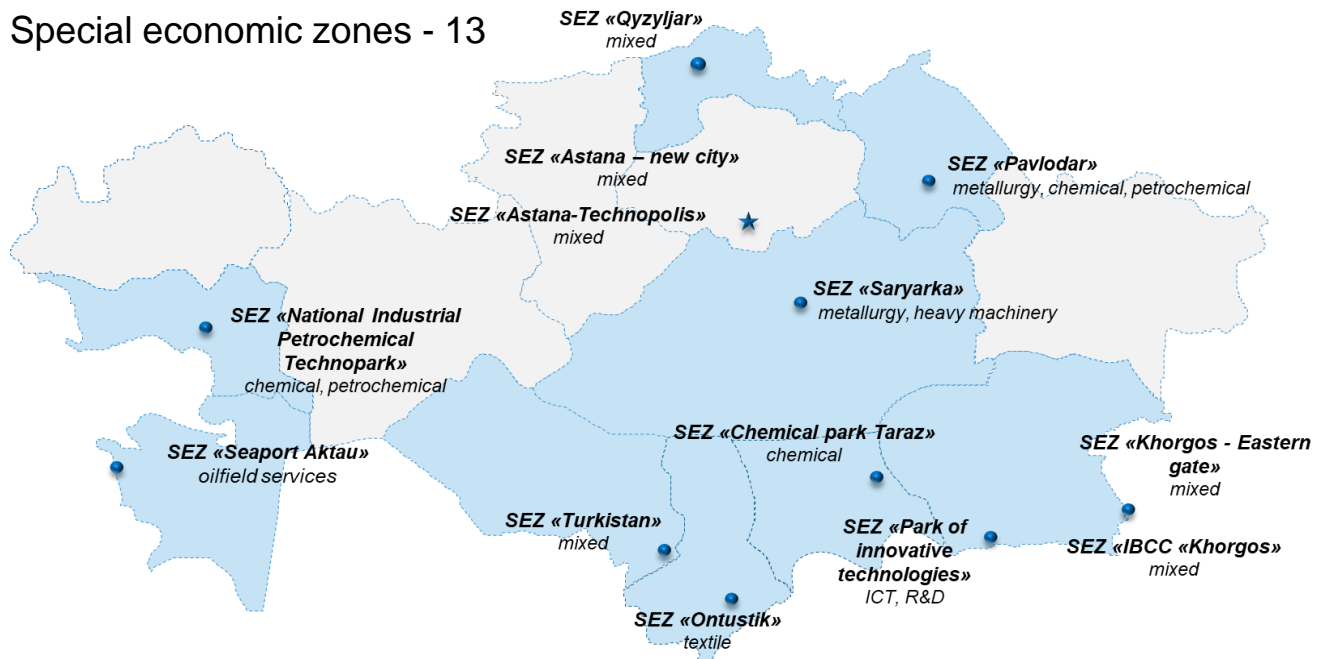 Special economic zones - 13
SEZ «Qyzyljar»
mixed
SEZ «Astana – new city»
mixed
SEZ «Pavlodar»
metallurgy, chemical, petrochemical
SEZ «Astana-Technopolis»
mixed
SEZ «Saryarka»
metallurgy, heavy machinery
SEZ «National Industrial
Petrochemical
Technopark»
chemical, petrochemical
SEZ «Seaport Aktau»
oilfield services
SEZ «Chemical park Taraz»
chemical
SEZ «Khorgos - Eastern
gate»
mixed
SEZ «Turkistan»
mixed
SEZ «Park of
innovative
technologies»
ICT, R&D
SEZ «IBCC «Khorgos»
mixed
SEZ «Ontustik»
textile